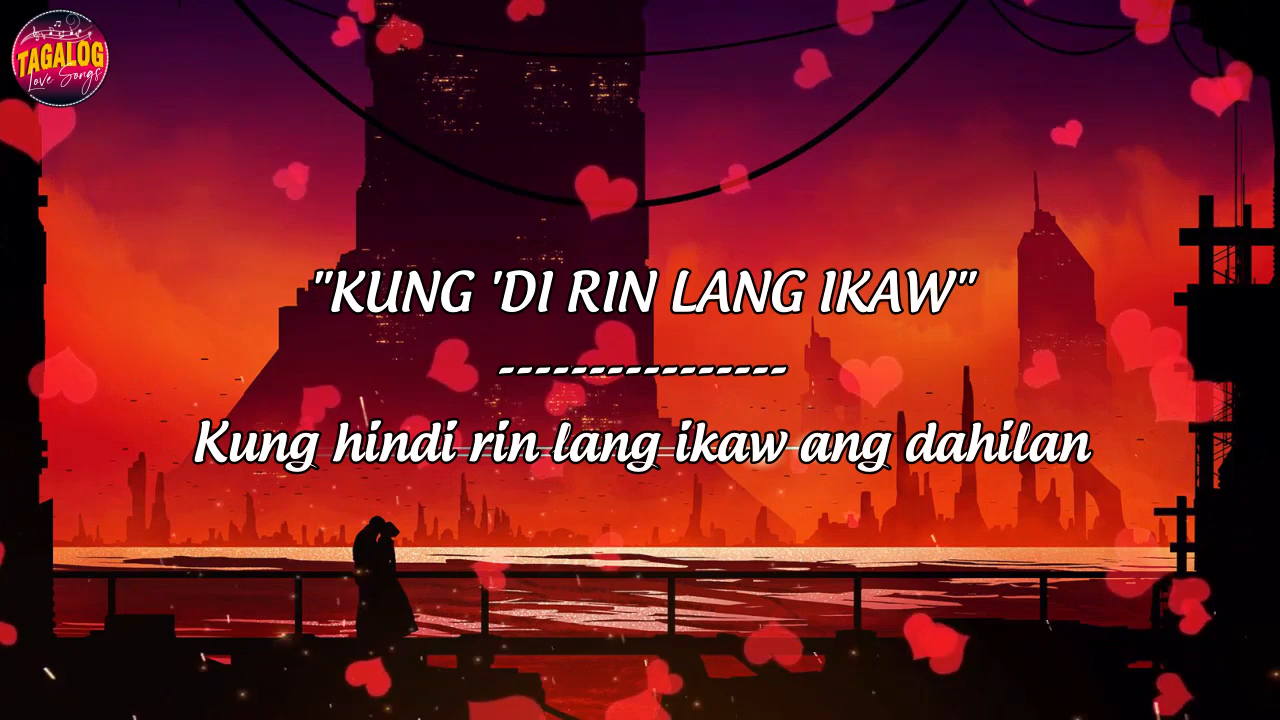 TAGALOG
Love Songs
"KUNG 'DI RIN LANG IKAW"
----------------
Kung hindi rin lang ikaw ang dahilan